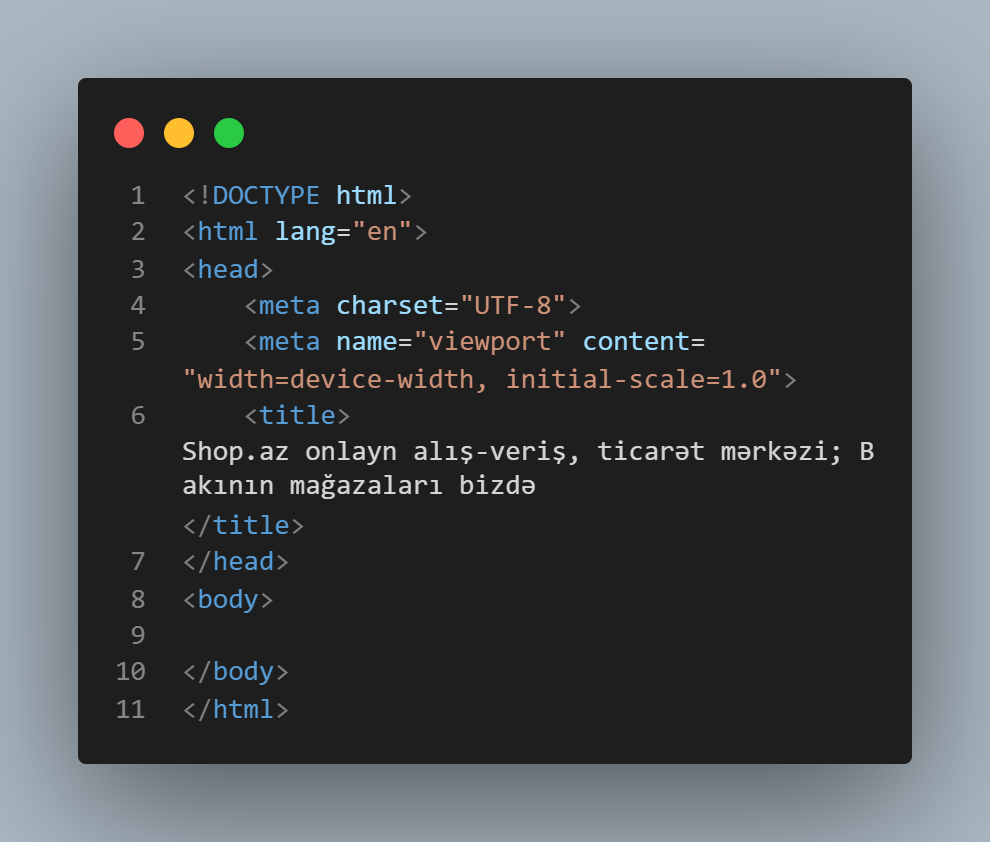 1 <!DOCTYPE html>
2 <html lang="en">
3 <head>
4     <meta charset="UTF-8">
5     <meta name="viewport" content=
"width=device-width, initial-scale=1.0">
6     <title>
Shop.az onlayn alış-veriş, ticarət mərkəzi; B
akının mağazaları bizdə
</title>
7 </head>
8 <body>
9
10 </body>
11 </html>